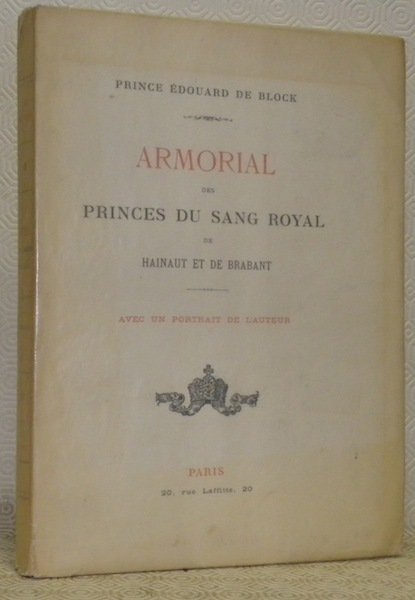 PRINCE ÉDOUARD DE BLOCK
ARMORIAL
DES
PRINCES DU SANG ROYAL
DE
HAINAUT ET DE BRABANT
AVEC UN PORTRAIT DE L'AUTEUR
PARIS
20, rue Laffitte, 20